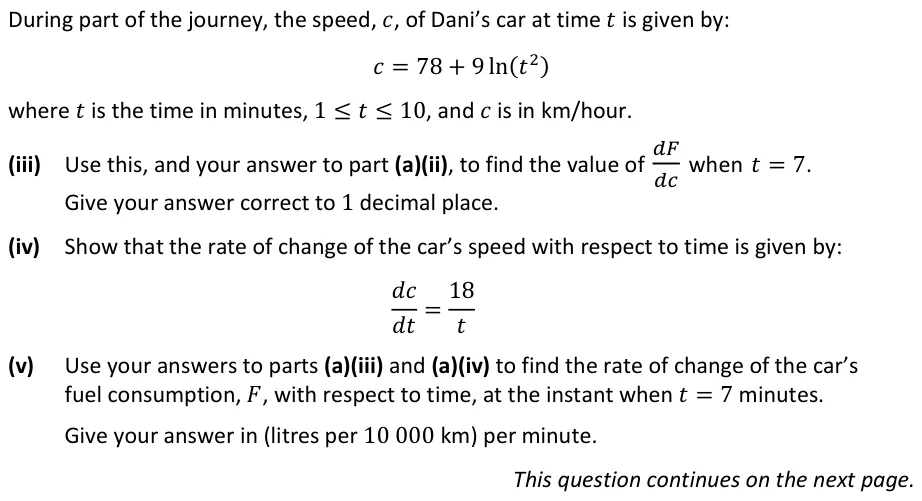 During part of the journey, the speed, c, of Dani's car at time t is given by:
c = 78 + 9 ln(t²)
where t is the time in minutes, 1 ≤ t ≤ 10, and c is in km/hour.
(iii) Use this, and your answer to part (a)(ii), to find the value of dF/dc when t = 7.
Give your answer correct to 1 decimal place.
(iv) Show that the rate of change of the car's speed with respect to time is given by:
dc/dt = 18/t
(v) Use your answers to parts (a)(iii) and (a)(iv) to find the rate of change of the car's
fuel consumption, F, with respect to time, at the instant when t = 7 minutes.
Give your answer in (litres per 10 000 km) per minute.
This question continues on the next page.